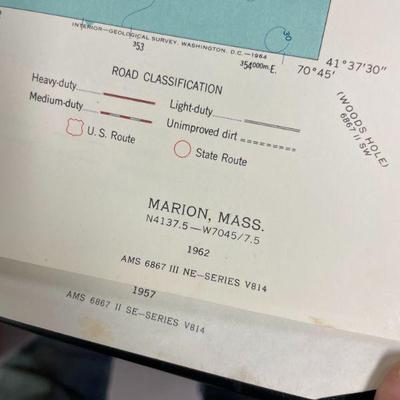 30
INTERIOR—GEOLOGICAL SURVEY, WASHINGTON, D.C.—1964
353
354000m.E.
70°45'
41°37'30"
(WOODS HOLE)
6867 II SW
ROAD CLASSIFICATION
Heavy-duty
Light-duty
Medium-duty
Unimproved dirt
U.S. Route
State Route
MARION, MASS.
N4137.5—W7045/7.5
1962
AMS 6867 III NE—SERIES V814
1957
AMS 6867 II SE—SERIES V814